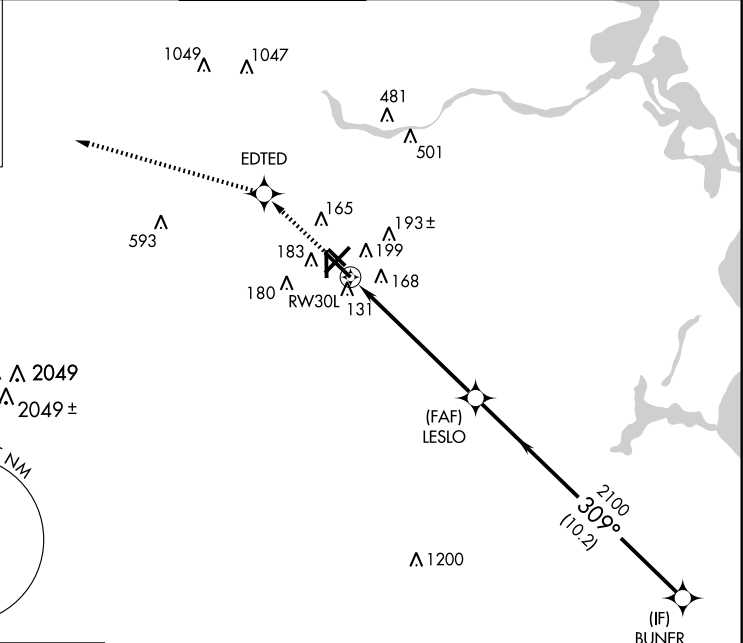 1049
1047
481
501
EDTED
165
193±
593
183
199
180
RW30L
168
131
2049
2049±
NM
(FAF)
LESLO
2100
309°
(10.2)
1200
(IF)
BUNER